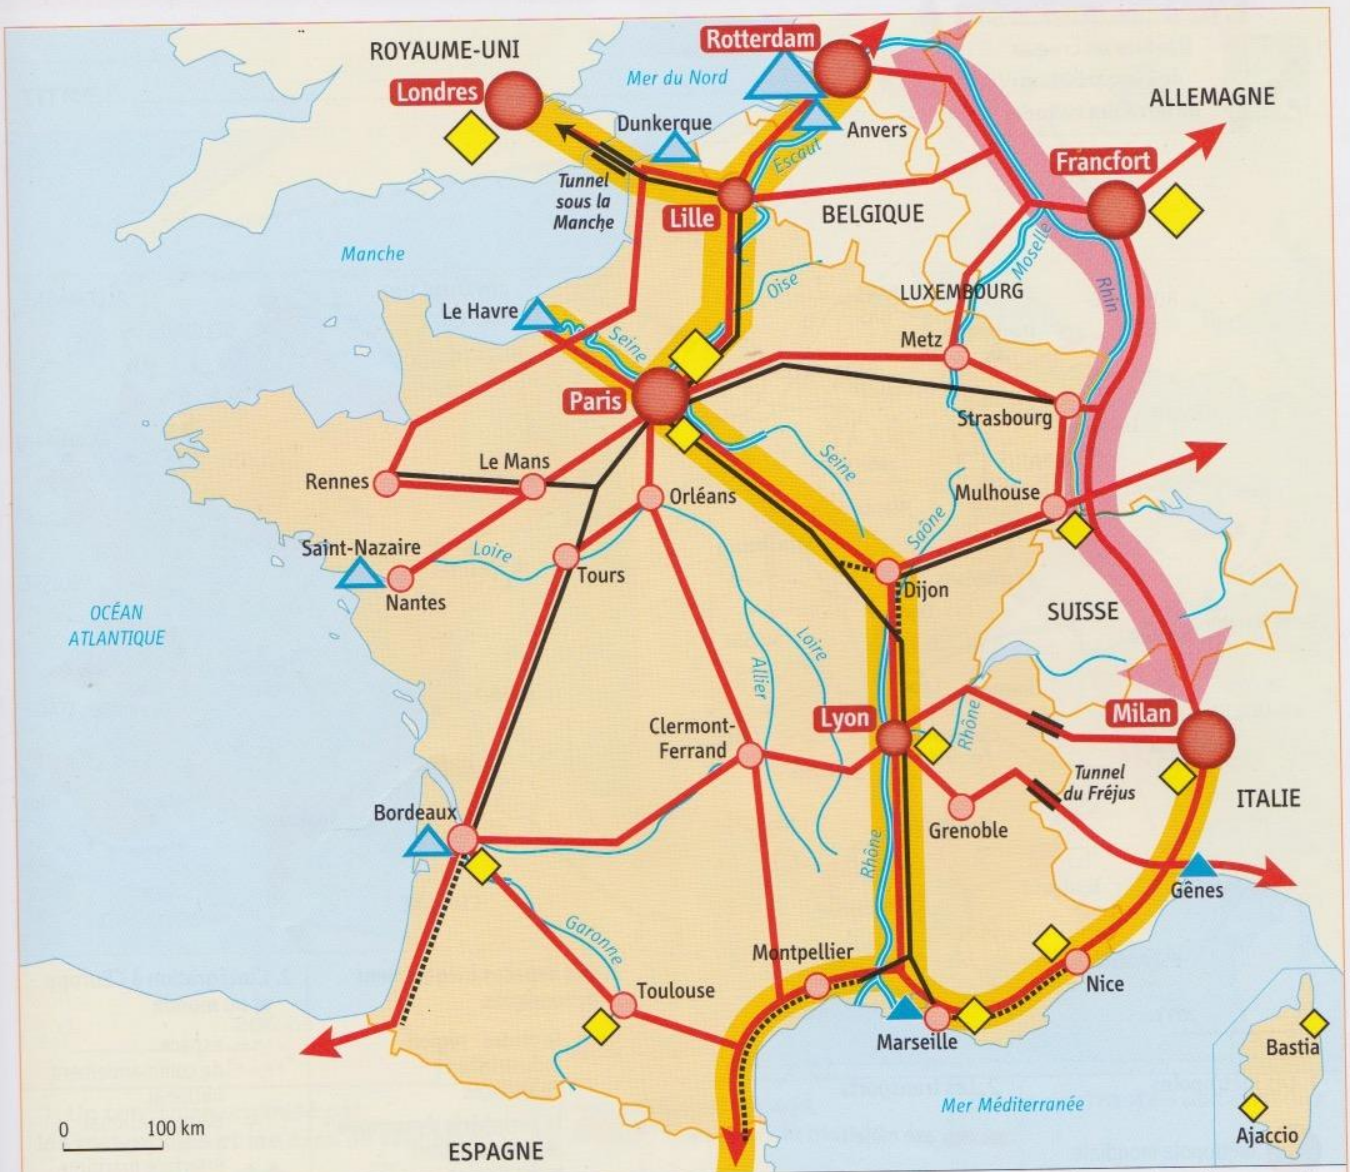 ROYAUME-UNI
Londres
Mer du Nord
Rotterdam
ALLEMAGNE
Dunkerque
Anvers
Escaut
Francfort
Tunnel
sous la
Manche
Lille
BELGIQUE
Manche
Moselle
Rhin
Oise
LUXEMBOURG
Le Havre
Seine
Metz
Paris
Strasbourg
Seine
Le Mans
Rennes
Orléans
Mulhouse
Saône
Saint-Nazaire
Loire
Tours
Nantes
Dijon
OCÉAN
ATLANTIQUE
SUISSE
Loire
Allier
Lyon
Rhône
Milan
Clermont-
Ferrand
Tunnel
du Fréjus
ITALIE
Bordeaux
Grenoble
Rhône
Gênes
Garonne
Montpellier
Nice
Toulouse
Marseille
Bastia
Mer Méditerranée
Ajaccio
0 100 km
ESPAGNE